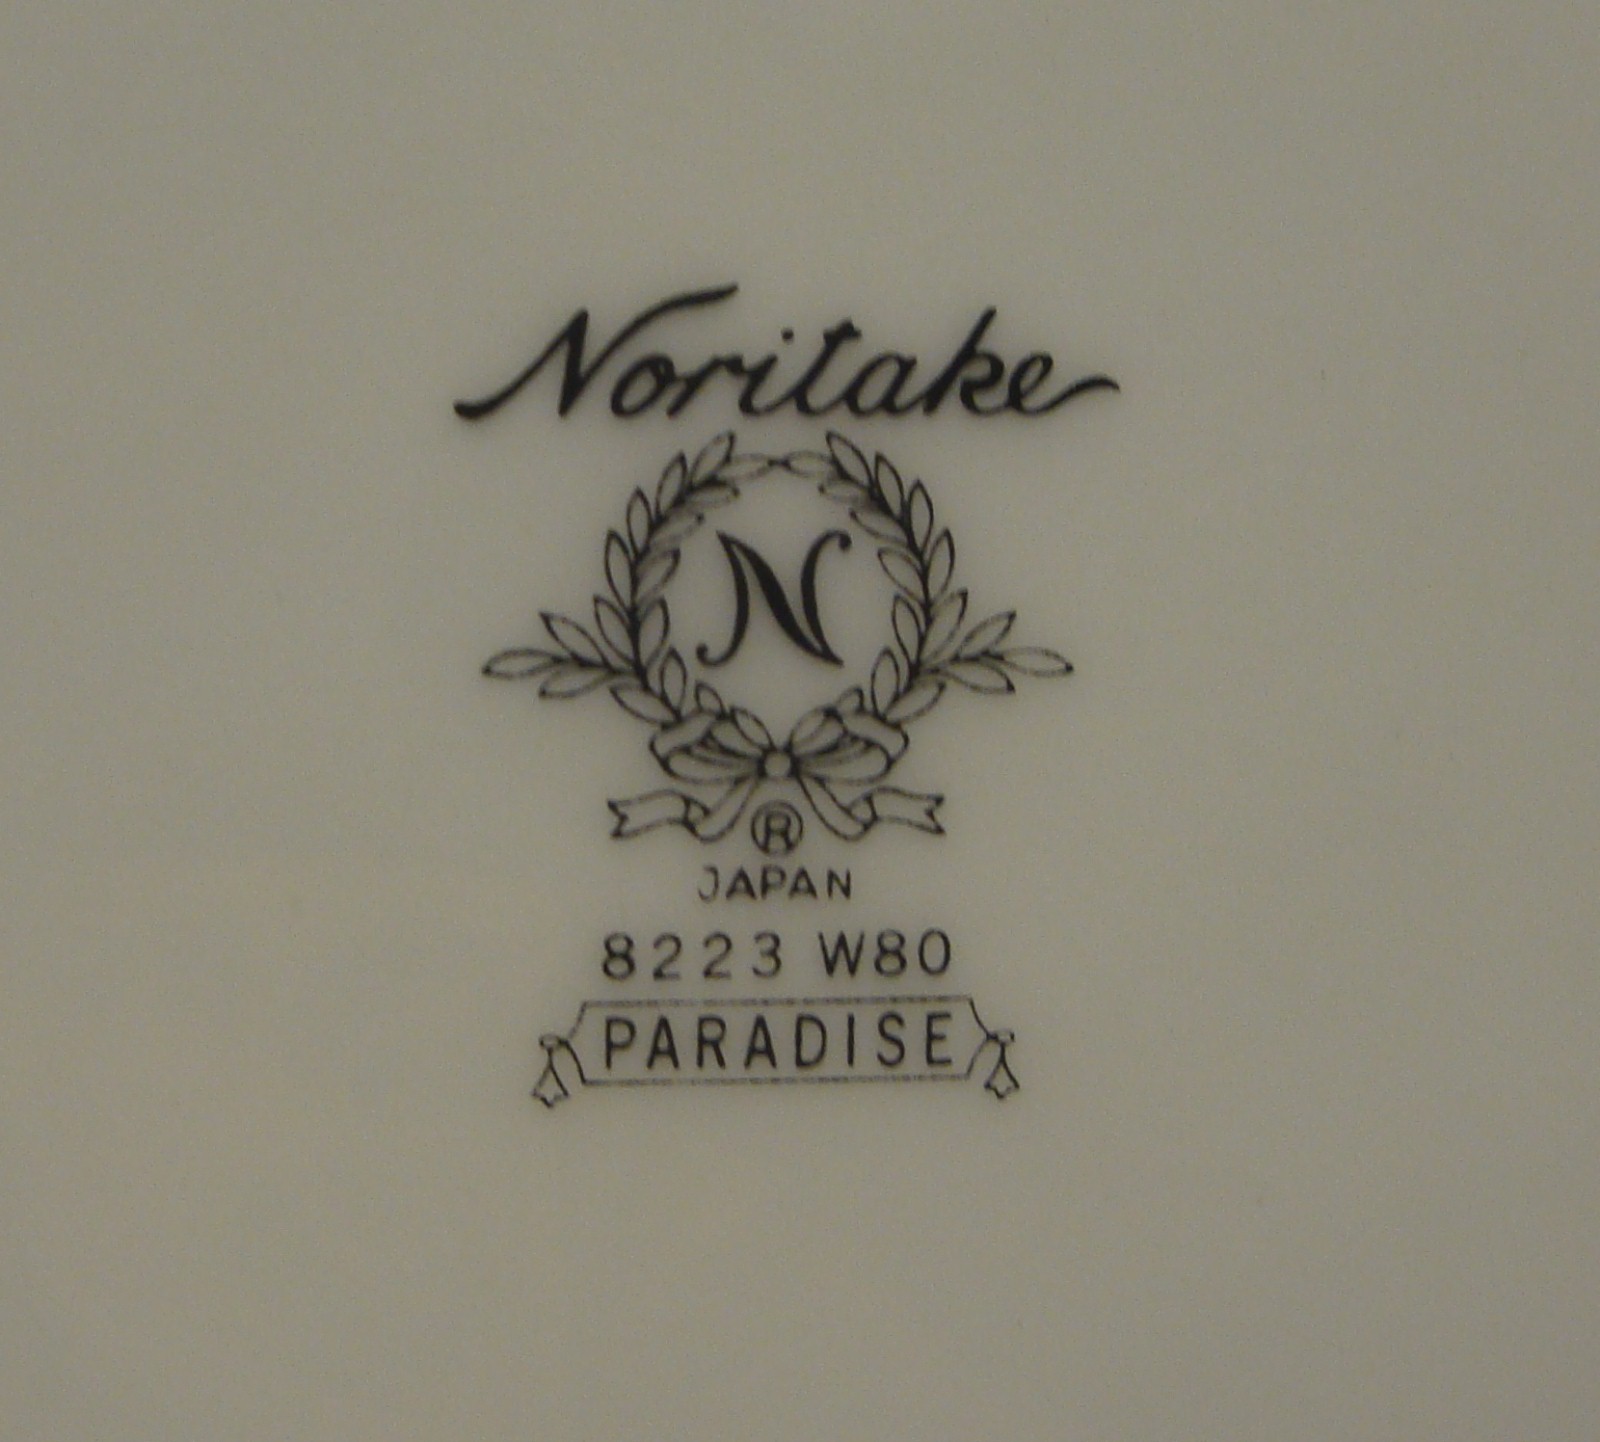 Noritake
N
®
JAPAN
8223 W80
PARADISE